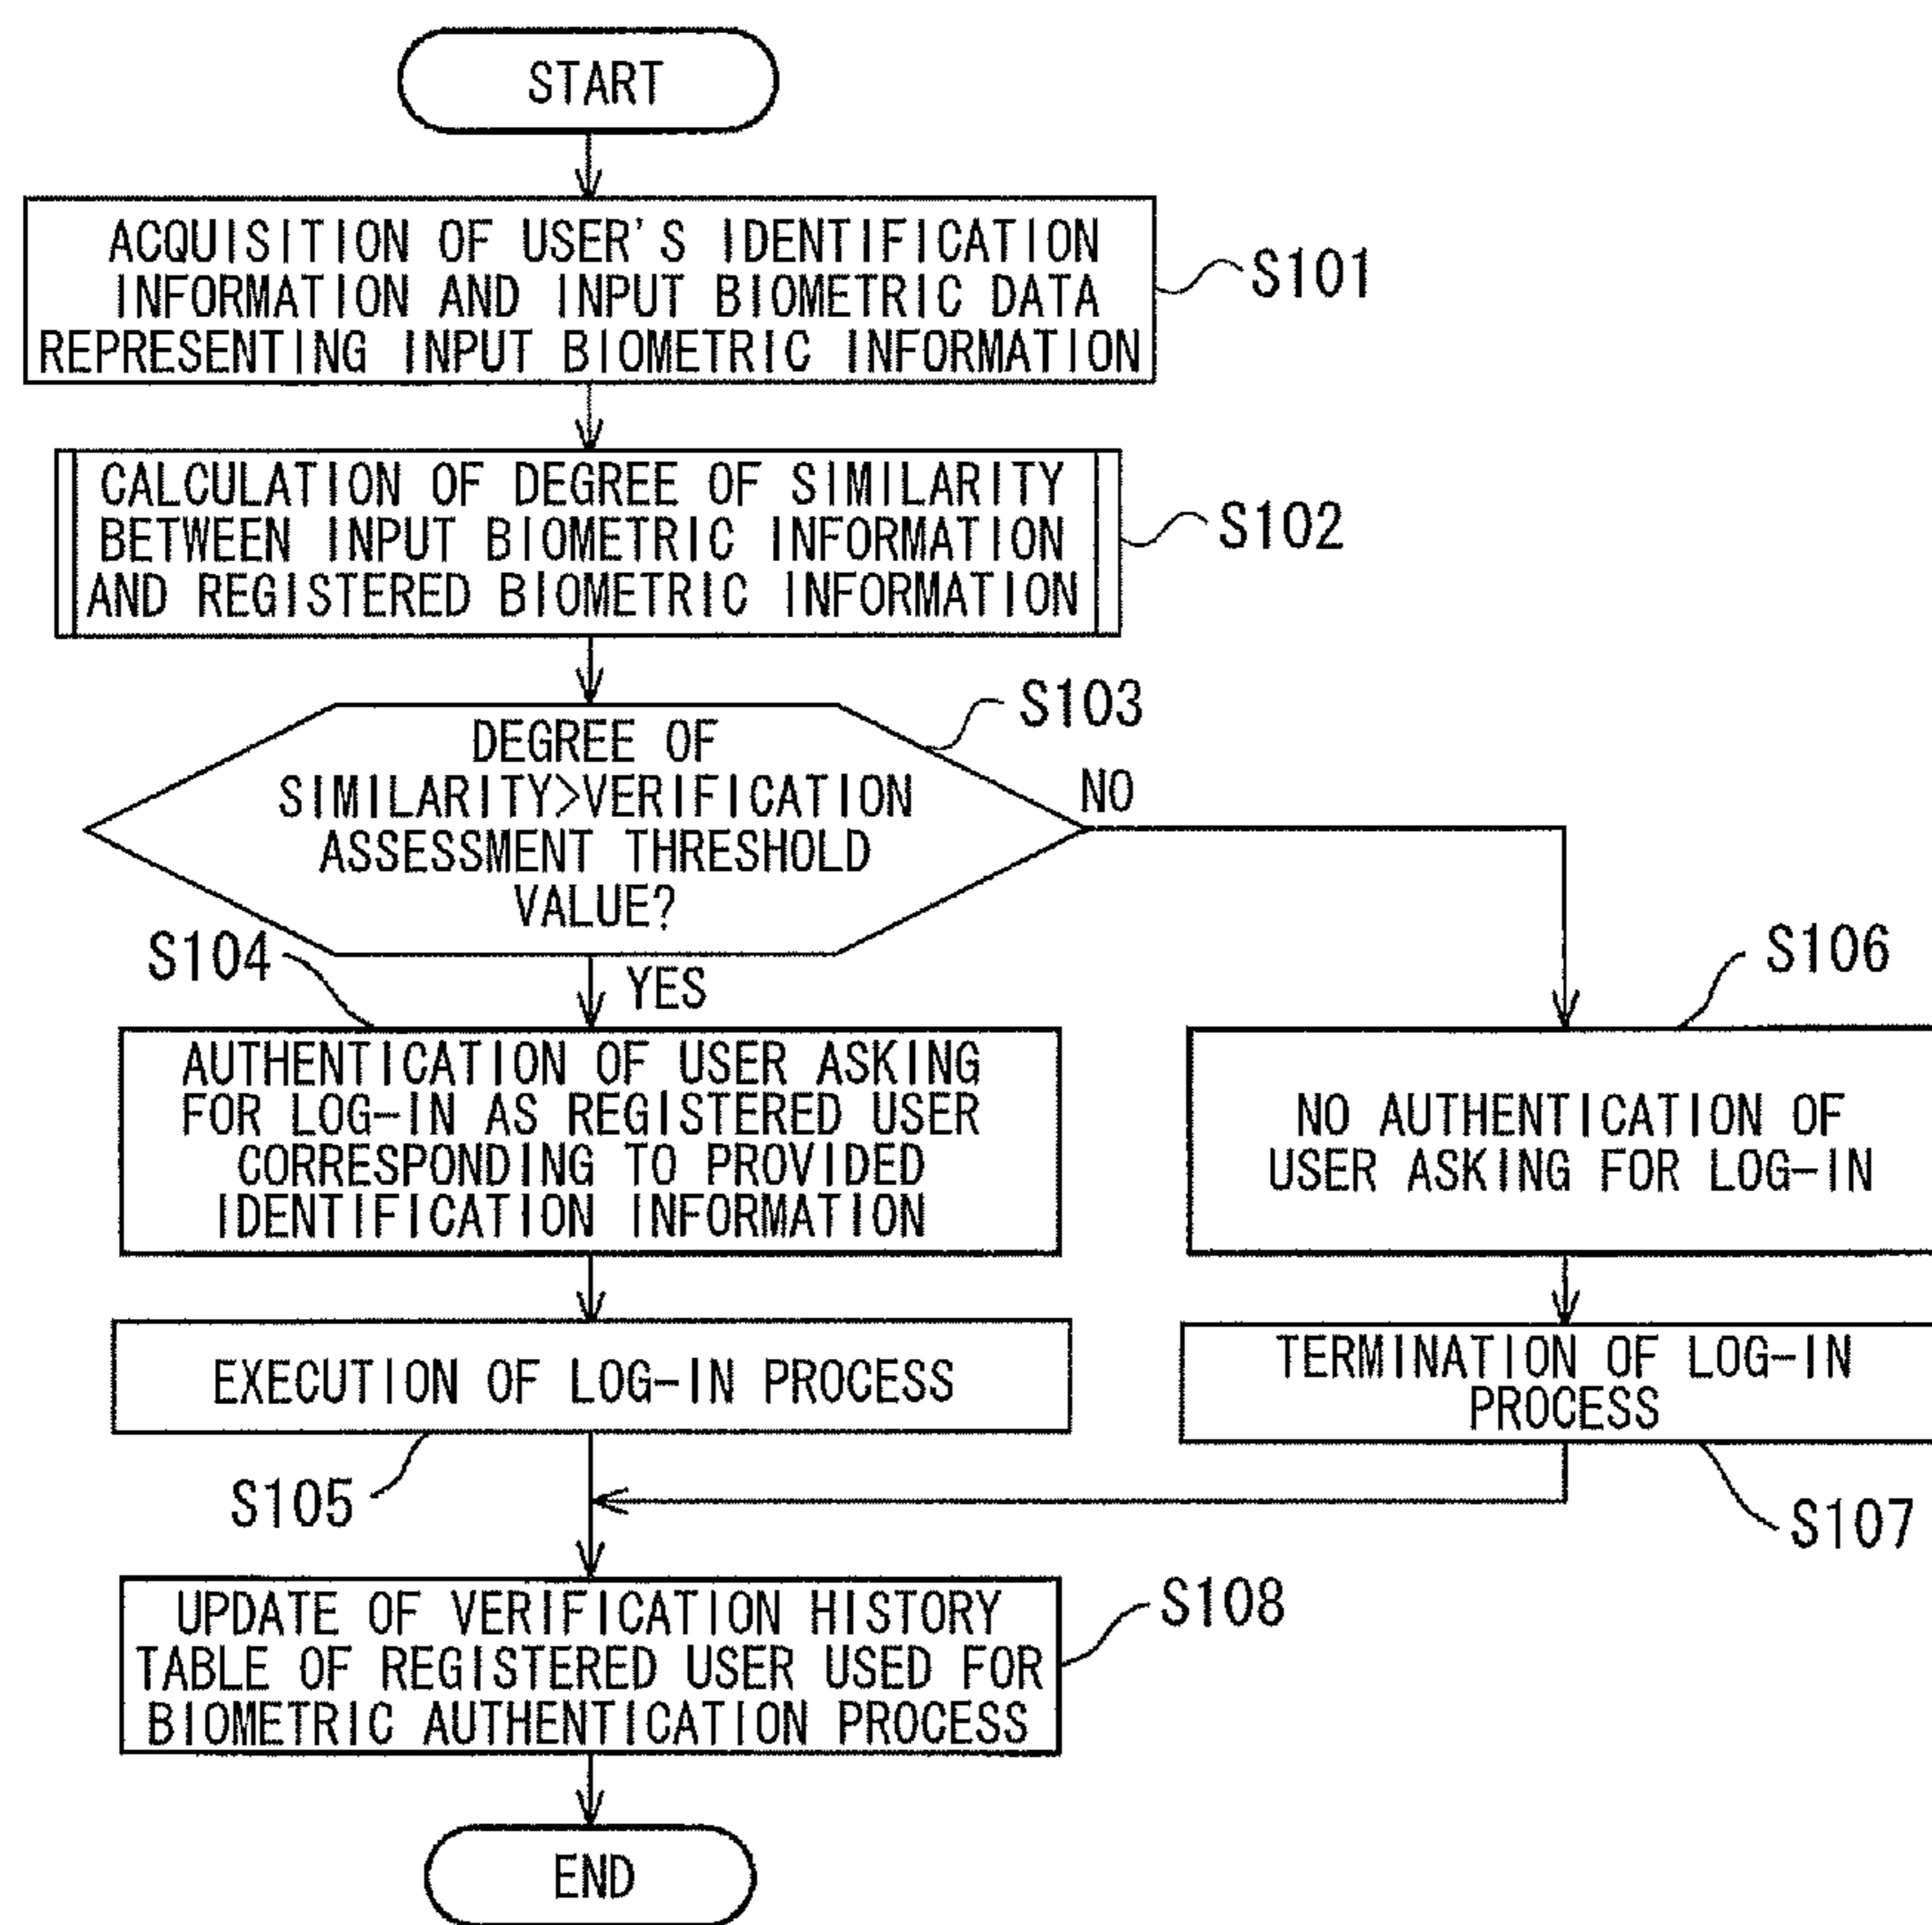 START
ACQUISITION OF USER'S IDENTIFICATION
INFORMATION AND INPUT BIOMETRIC DATA
REPRESENTING INPUT BIOMETRIC INFORMATION
S101
CALCULATION OF DEGREE OF SIMILARITY
BETWEEN INPUT BIOMETRIC INFORMATION
AND REGISTERED BIOMETRIC INFORMATION
S102
S103
DEGREE OF
SIMILARITY>VERIFICATION
ASSESSMENT THRESHOLD
VALUE?
NO
YES
S104
AUTHENTICATION OF USER ASKING
FOR LOG-IN AS REGISTERED USER
CORRESPONDING TO PROVIDED
IDENTIFICATION INFORMATION
S106
NO AUTHENTICATION OF
USER ASKING FOR LOG-IN
EXECUTION OF LOG-IN PROCESS
S105
TERMINATION OF LOG-IN
PROCESS
S107
UPDATE OF VERIFICATION HISTORY
TABLE OF REGISTERED USER USED FOR
BIOMETRIC AUTHENTICATION PROCESS
S108
END